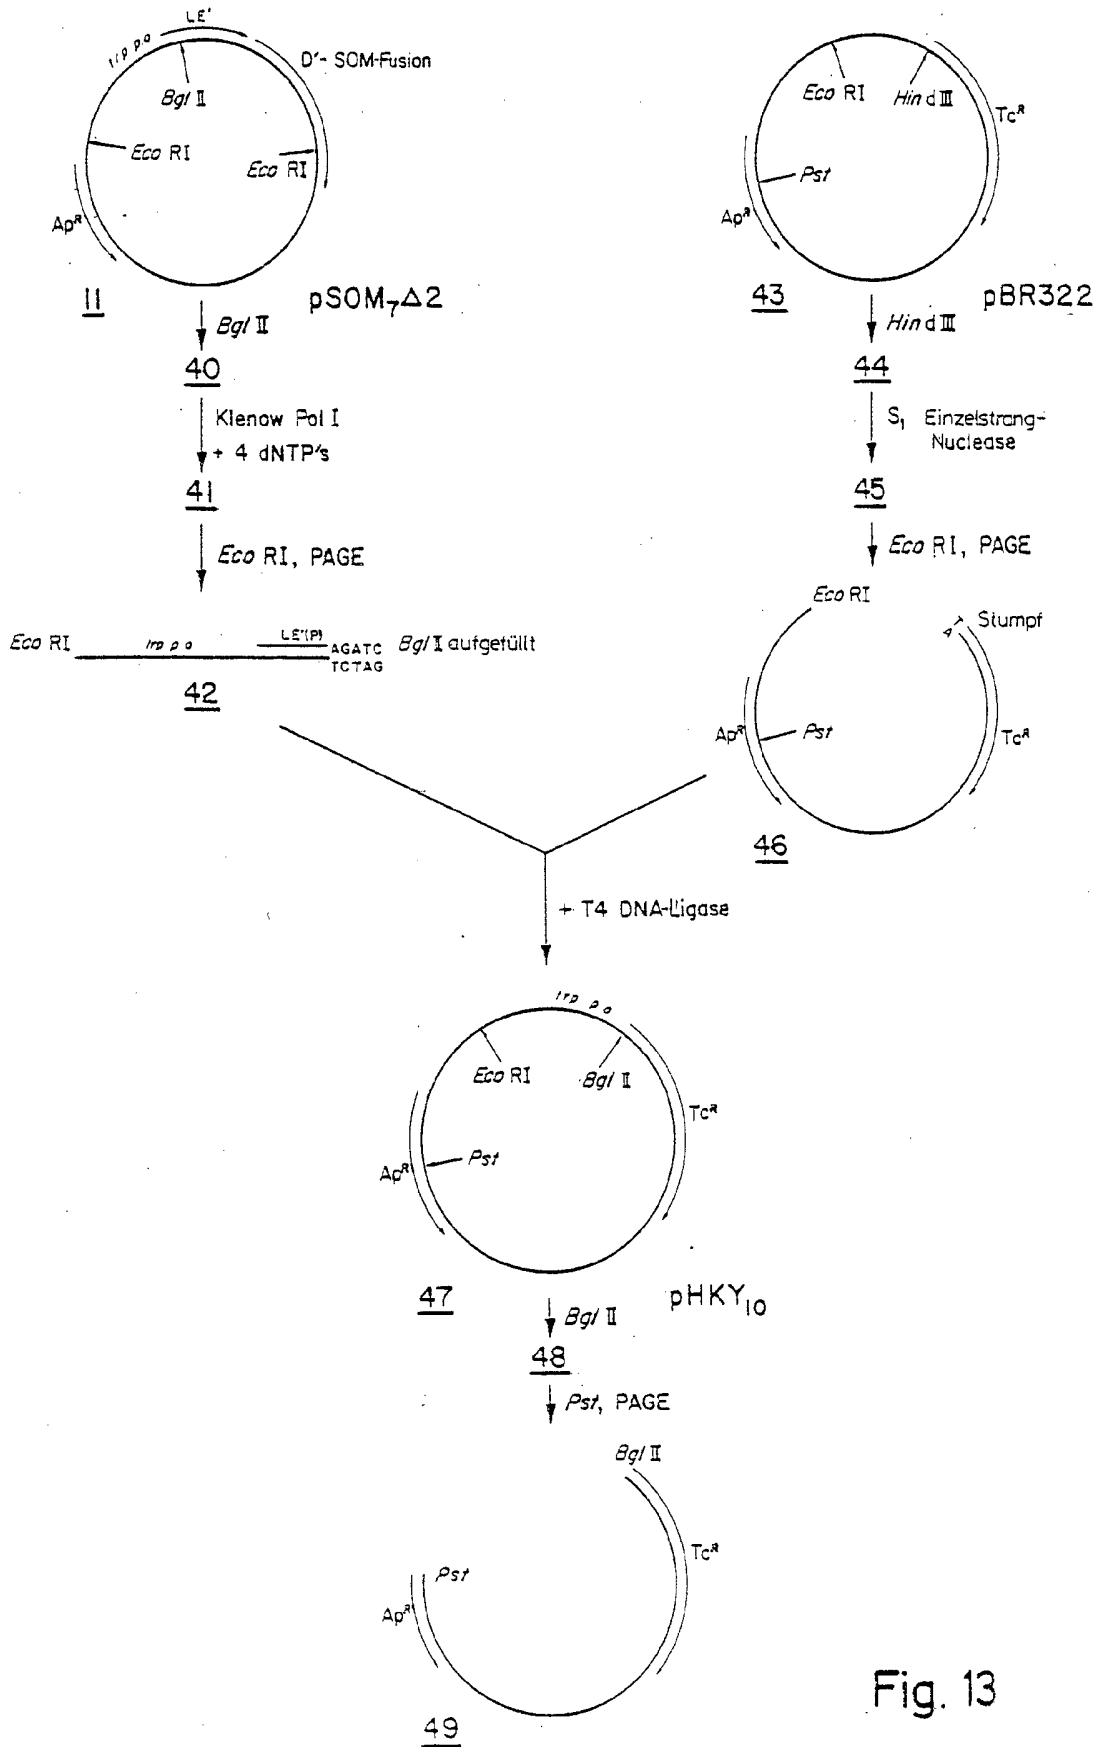 LE'
trp p.o
D'- SOM-Fusion
Bgl II
Eco RI
Eco RI
Ap^R
11
pSOM₇Δ2
Eco RI
Hind III
Tc^R
Pst
Ap^R
43
pBR322
Bgl II
40
Klenow Pol I
+ 4 dNTP's
41
Eco RI, PAGE
Hind III
44
S₁ Einzelstrang-
Nuclease
45
Eco RI, PAGE
Eco RI
trp p o
LE'(P)
AGATC
TCTAG
Bgl II aufgefüllt
42
Eco RI
T
A
Stumpf
Ap^R
Pst
Tc^R
46
+ T4 DNA-Ligase
trp p o
Eco RI
Bgl II
Tc^R
Ap^R
Pst
47
pHKY₁₀
Bgl II
48
Pst, PAGE
Bgl II
Tc^R
Pst
Ap^R
49
Fig. 13